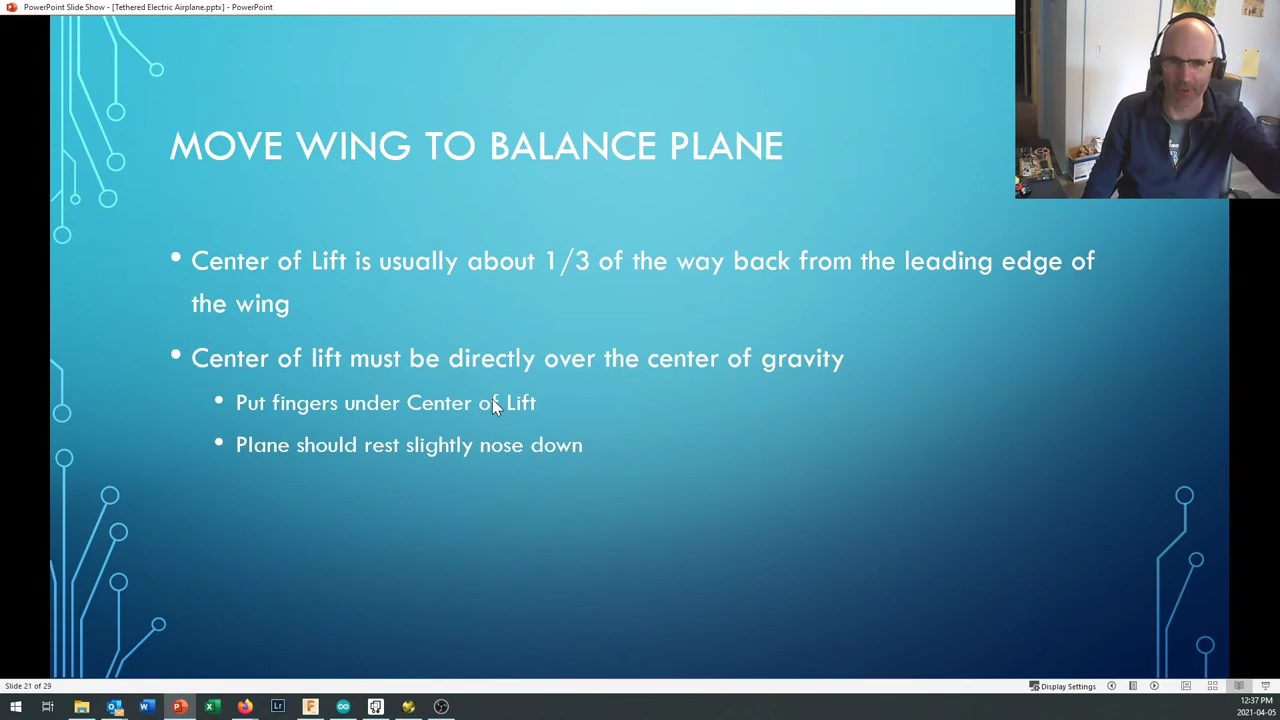 PowerPoint Slide Show - [Tethered Electric Airplane.pptx] - PowerPoint
MOVE WING TO BALANCE PLANE
• Center of Lift is usually about 1/3 of the way back from the leading edge of
the wing
• Center of lift must be directly over the center of gravity
• Put fingers under Center of Lift
• Plane should rest slightly nose down
Slide 21 of 29
Display Settings
Lr
12:37 PM
2021-04-05